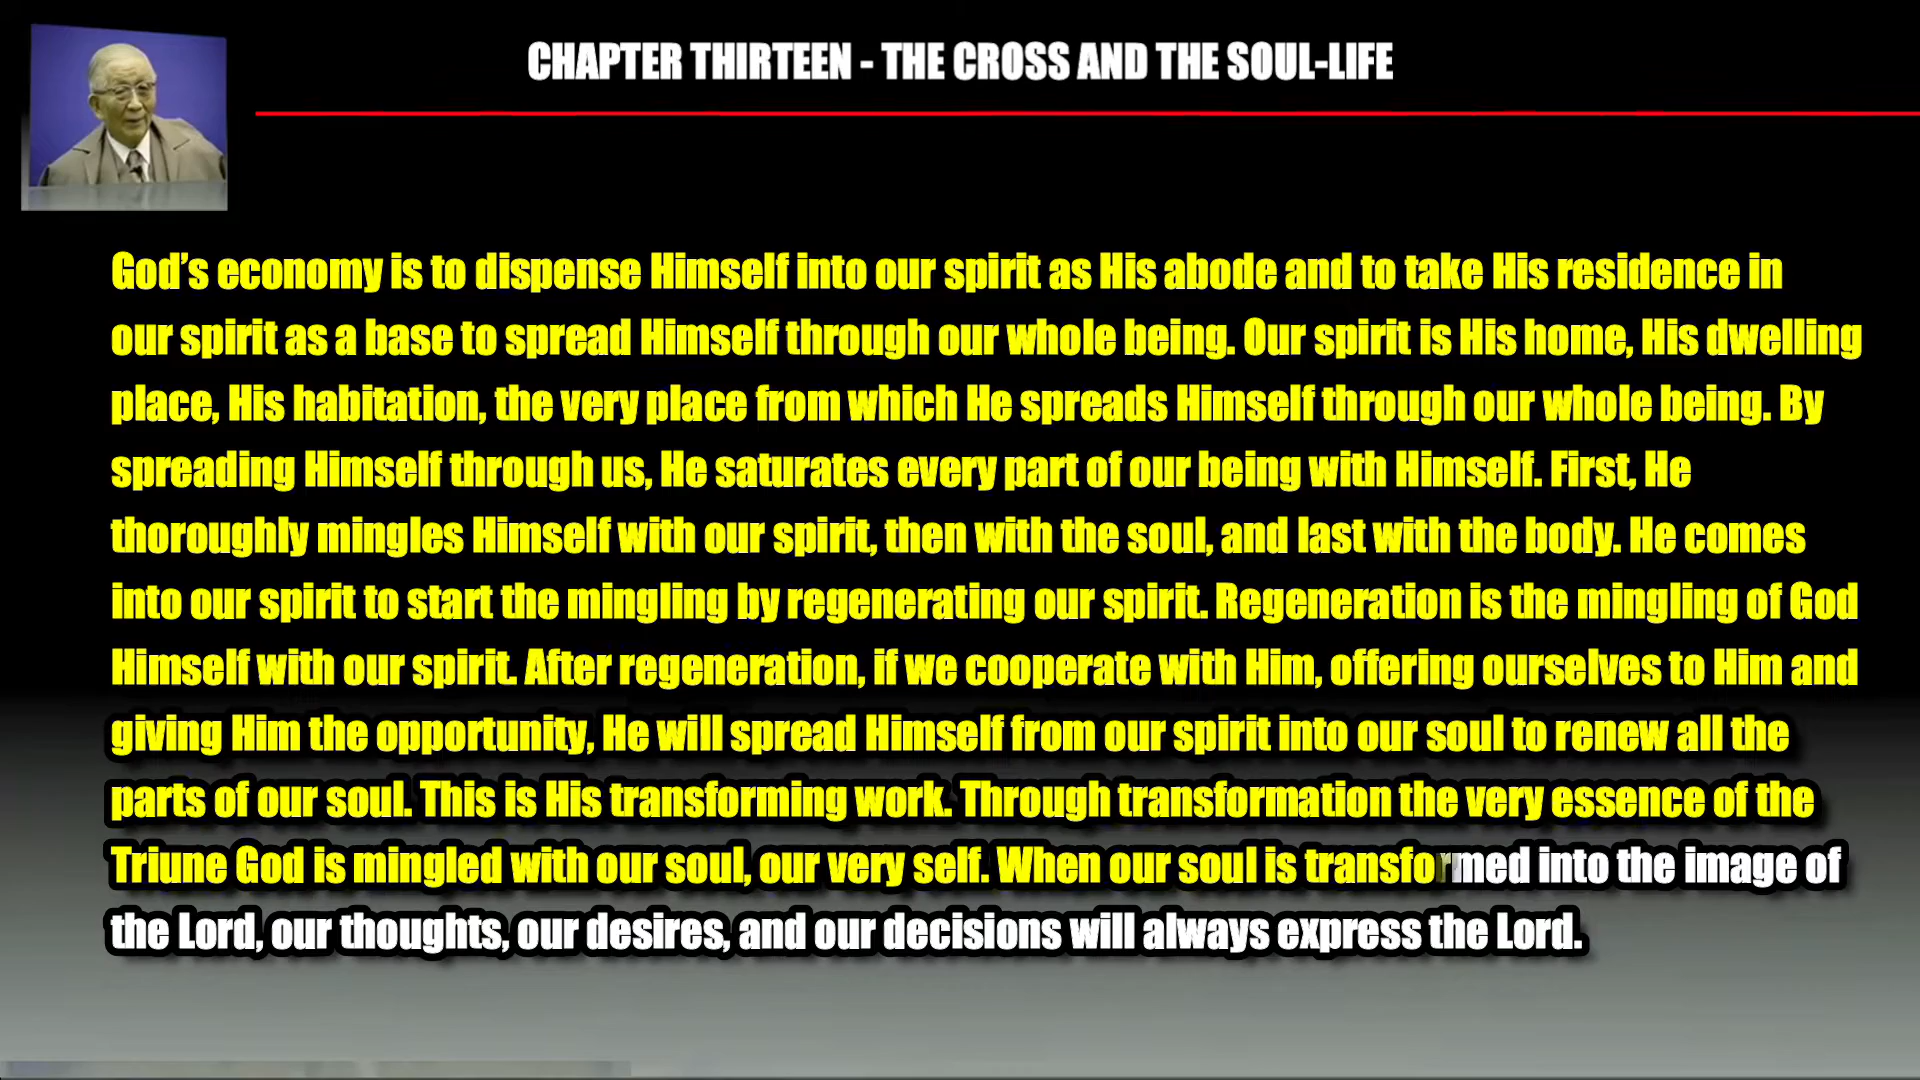 CHAPTER THIRTEEN - THE CROSS AND THE SOUL-LIFE
God’s economy is to dispense Himself into our spirit as His abode and to take His residence in
our spirit as a base to spread Himself through our whole being. Our spirit is His home, His dwelling
place, His habitation, the very place from which He spreads Himself through our whole being. By
spreading Himself through us, He saturates every part of our being with Himself. First, He
thoroughly mingles Himself with our spirit, then with the soul, and last with the body. He comes
into our spirit to start the mingling by regenerating our spirit. Regeneration is the mingling of God
Himself with our spirit. After regeneration, if we cooperate with Him, offering ourselves to Him and
giving Him the opportunity, He will spread Himself from our spirit into our soul to renew all the
parts of our soul. This is His transforming work. Through transformation the very essence of the
Triune God is mingled with our soul, our very self. When our soul is transformed into the image of
the Lord, our thoughts, our desires, and our decisions will always express the Lord.